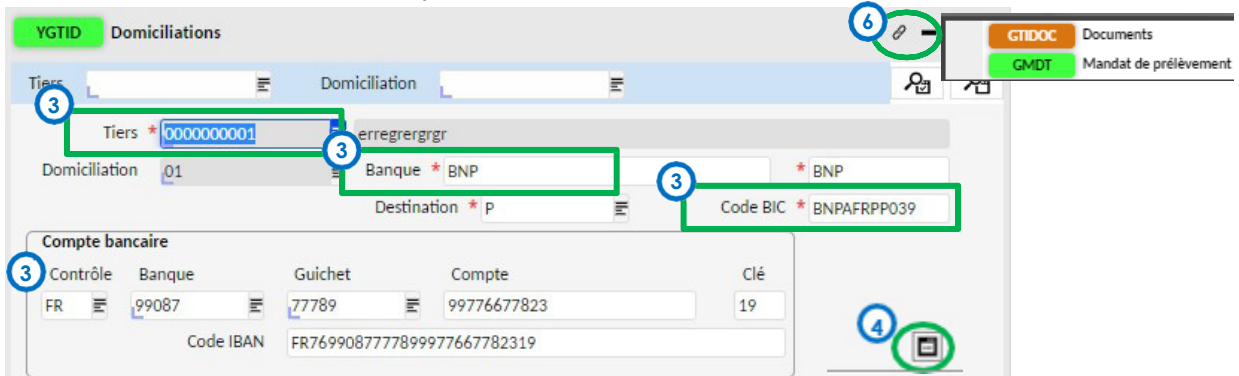 YGTID Domiciliations 6 GTIDOC Documents
GMDT Mandat de prélèvement
Tiers Domiciliation
3
Tiers * 0000000001 erregrergrgr
3
Domiciliation 01 Banque * BNP * BNP
3
Destination * P Code BIC * BNPAFRPP039
Compte bancaire
3 Contrôle Banque Guichet Compte Clé
FR 99087 77789 99776677823 19
4
Code IBAN FR7699087777899977667782319